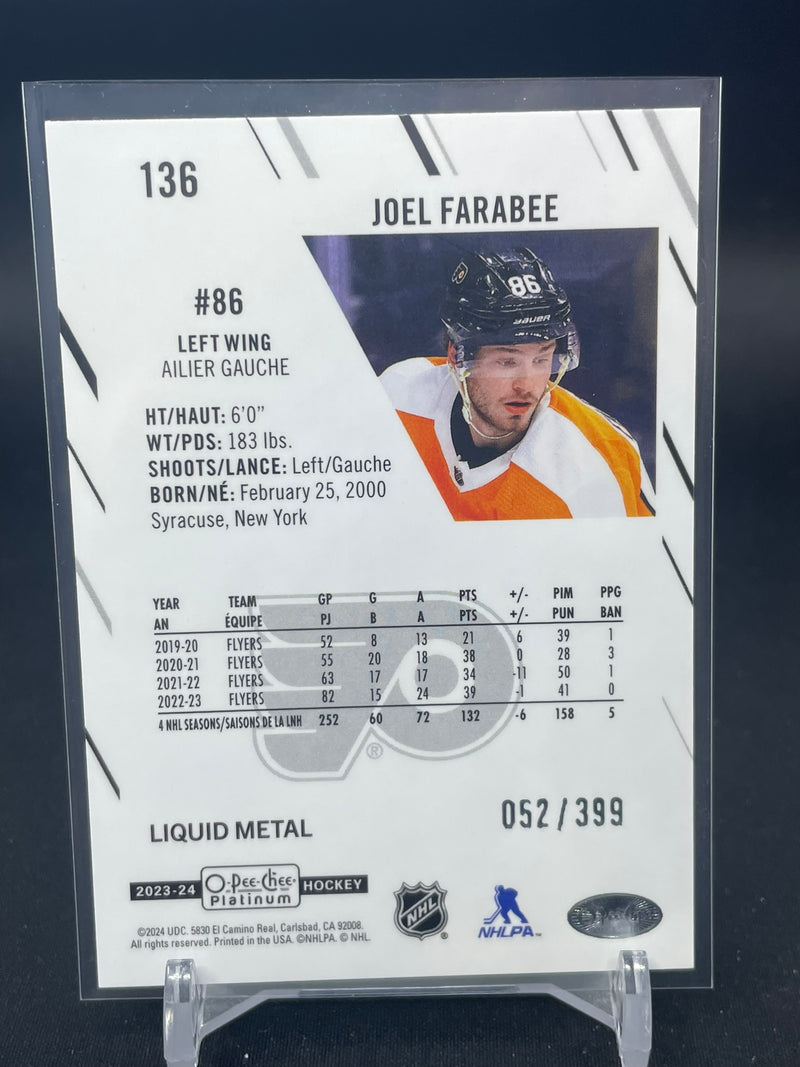 136
JOEL FARABEE
86
BAUER
#86
LEFT WING
AILIER GAUCHE
HT/HAUT: 6'0"
WT/PDS: 183 lbs.
SHOOTS/LANCE: Left/Gauche
BORN/NÉ: February 25, 2000
Syracuse, New York
YEAR TEAM GP G A PTS +/- PIM PPG
AN ÉQUIPE PJ B A PTS +/- PUN BAN
2019-20 FLYERS 52 8 13 21 6 39 1
2020-21 FLYERS 55 20 18 38 0 28 3
2021-22 FLYERS 63 17 17 34 -11 50 1
2022-23 FLYERS 82 15 24 39 -1 41 0
4 NHL SEASONS/SAISONS DE LA LNH 252 60 72 132 -6 158 5
®
LIQUID METAL
052/399
2023-24 O-Pee-Chee Platinum HOCKEY
NHL ®
NHLPA™
©2024 UDC. 5830 El Camino Real, Carlsbad, CA 92008.
All rights reserved. Printed in the USA. ©NHLPA. © NHL.